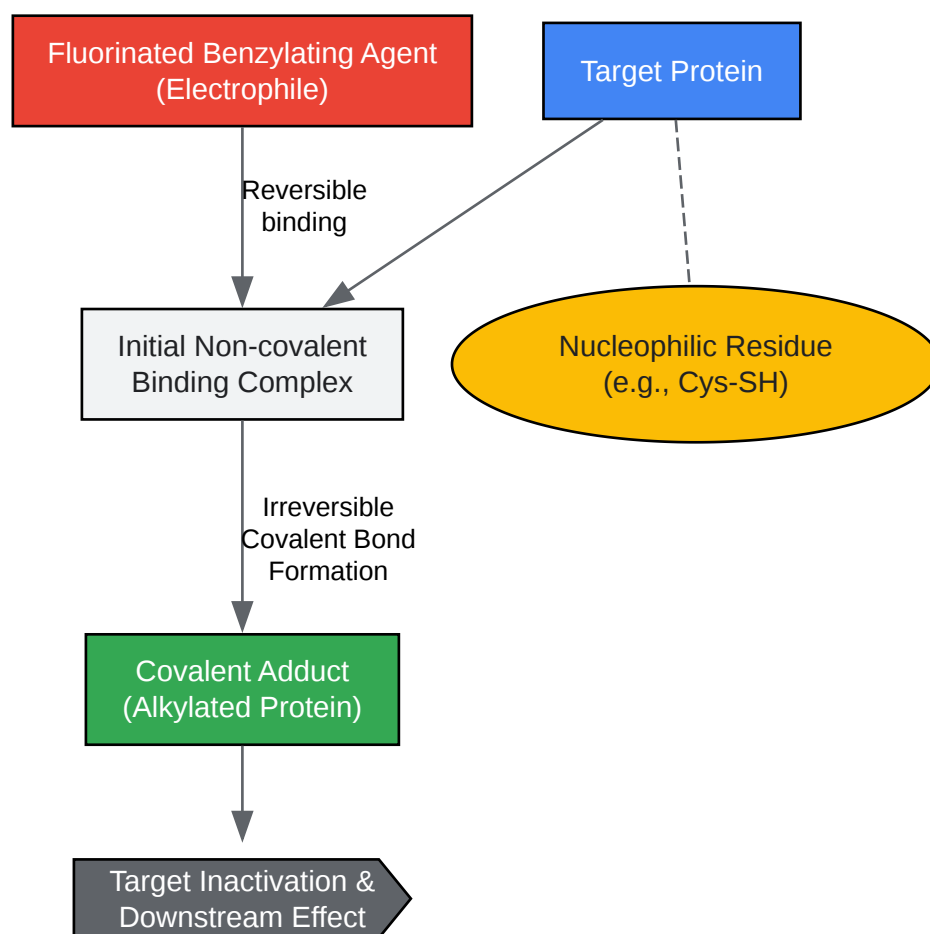 Fluorinated Benzylating Agent
(Electrophile)
Target Protein
Reversible
binding
Initial Non-covalent
Binding Complex
Nucleophilic Residue
(e.g., Cys-SH)
Irreversible
Covalent Bond
Formation
Covalent Adduct
(Alkylated Protein)
Target Inactivation &
Downstream Effect